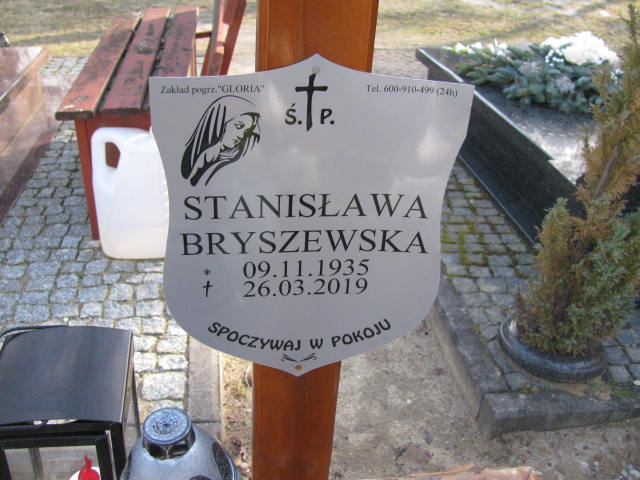 Zakład pogrz."GLORIA" Tel. 600-910-499 (24h)
Ś. P.
STANISŁAWA
BRYSZEWSKA
* 09.11.1935
† 26.03.2019
SPOCZYWAJ W POKOJU